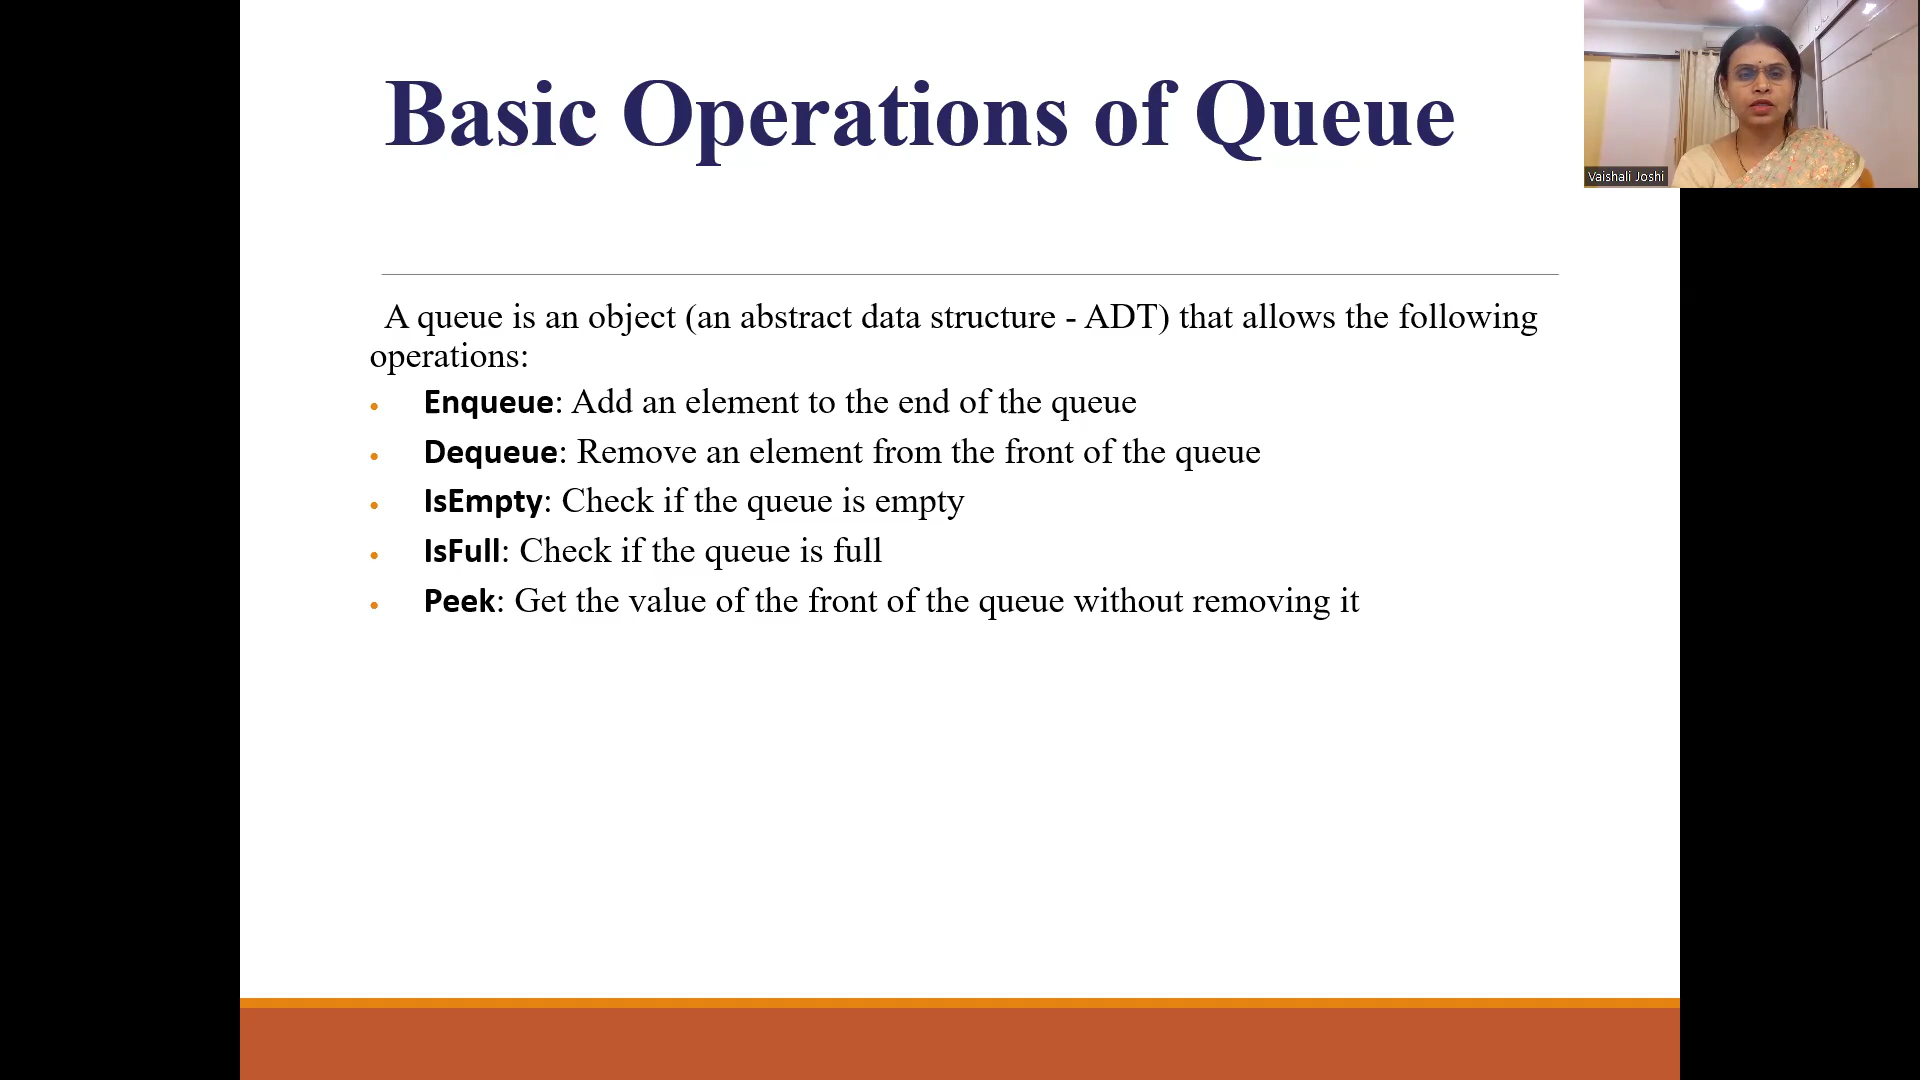 Basic Operations of Queue
Vaishali Joshi
A queue is an object (an abstract data structure - ADT) that allows the following
operations:
• Enqueue: Add an element to the end of the queue
• Dequeue: Remove an element from the front of the queue
• IsEmpty: Check if the queue is empty
• IsFull: Check if the queue is full
• Peek: Get the value of the front of the queue without removing it